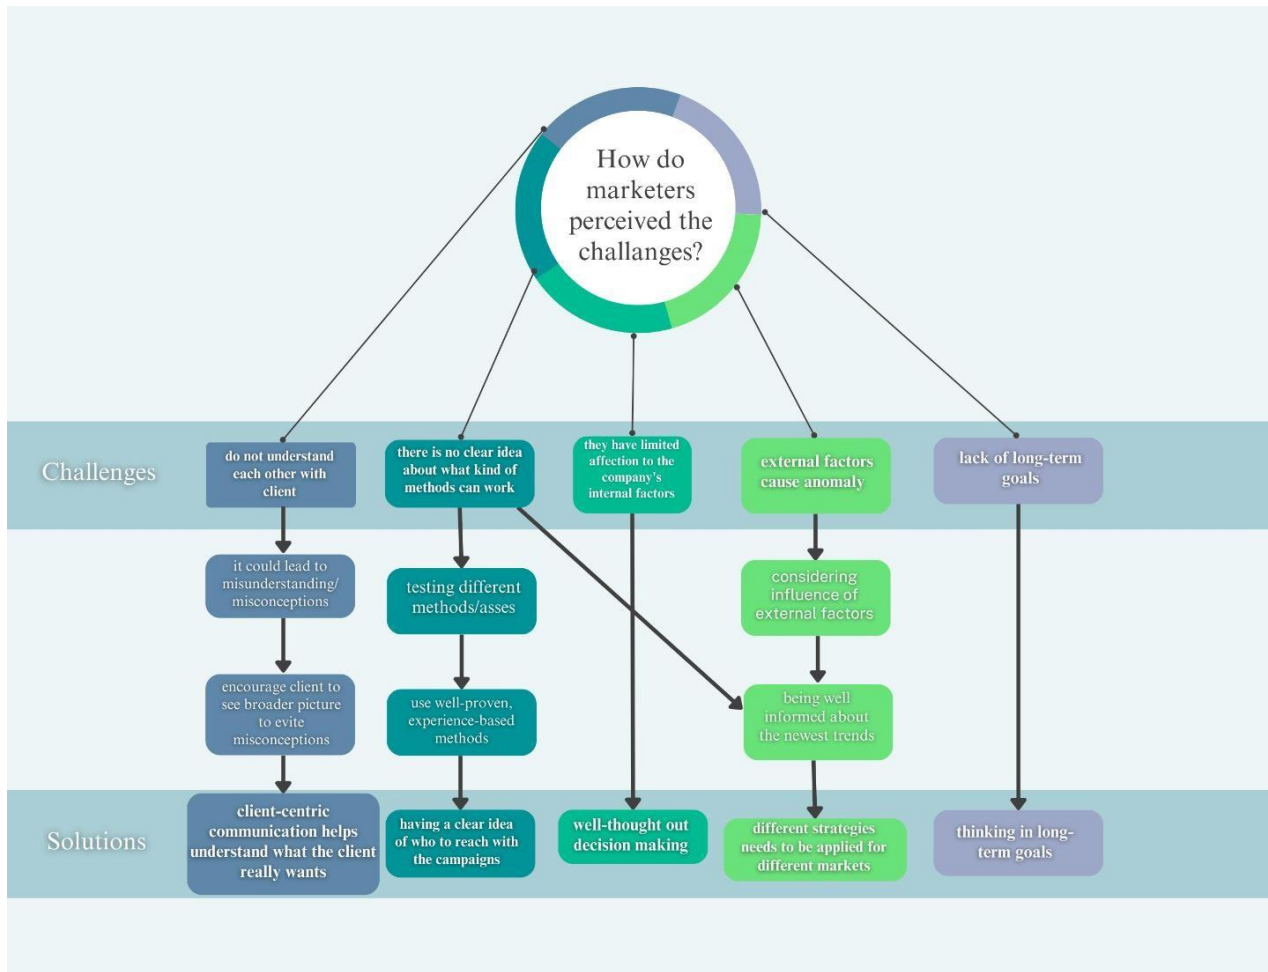 How do
marketers
perceived the
challanges?
Challenges
do not understand
each other with
client
there is no clear idea
about what kind of
methods can work
they have limited
affection to the
company's
internal factors
external factors
cause anomaly
lack of long-term
goals
it could lead to
misunderstanding/
misconceptions
testing different
methods/asses
considering
influence of
external factors
encourage client to
see broader picture
to evite
misconceptions
use well-proven,
experience-based
methods
being well
informed about
the newest trends
Solutions
client-centric
communication helps
understand what the client
really wants
having a clear idea
of who to reach with
the campaigns
well-thought out
decision making
different strategies
needs to be applied for
different markets
thinking in long-
term goals